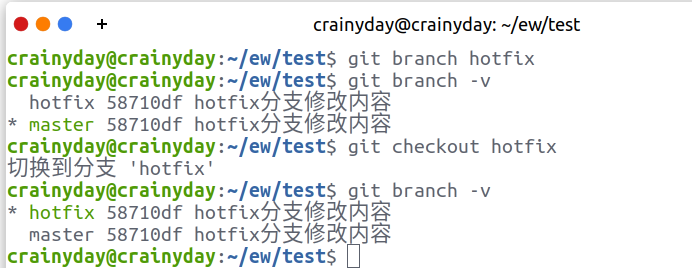 crainyday@crainyday: ~/ew/test
crainyday@crainyday:~/ew/test$ git branch hotfix
crainyday@crainyday:~/ew/test$ git branch -v
  hotfix 58710df hotfix分支修改内容
* master 58710df hotfix分支修改内容
crainyday@crainyday:~/ew/test$ git checkout hotfix
切换到分支 'hotfix'
crainyday@crainyday:~/ew/test$ git branch -v
* hotfix 58710df hotfix分支修改内容
  master 58710df hotfix分支修改内容
crainyday@crainyday:~/ew/test$